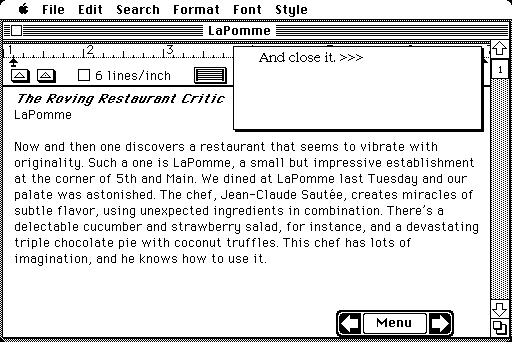 File Edit Search Format Font Style
LaPomme
1 2 3
And close it. >>>
6 lines/inch
1
The Roving Restaurant Critic
LaPomme
Now and then one discovers a restaurant that seems to vibrate with
originality. Such a one is LaPomme, a small but impressive establishment
at the corner of 5th and Main. We dined at LaPomme last Tuesday and our
palate was astonished. The chef, Jean-Claude Sautée, creates miracles of
subtle flavor, using unexpected ingredients in combination. There's a
delectable cucumber and strawberry salad, for instance, and a devastating
triple chocolate pie with coconut truffles. This chef has lots of
imagination, and he knows how to use it.
Menu